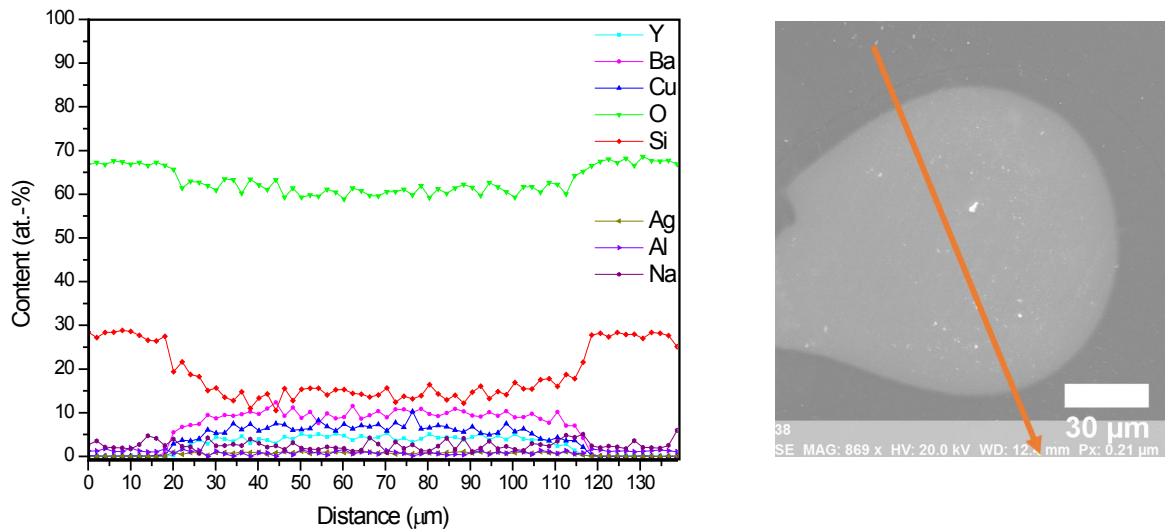 100
90
80
70
60
50
40
30
20
10
0
Content (at.-%)
Y
Ba
Cu
O
Si
Ag
Al
Na
0 10 20 30 40 50 60 70 80 90 100 110 120 130
Distance (μm)
30 μm
38
SE MAG: 869 x HV: 20.0 kV WD: 12. mm Px: 0.21 μm